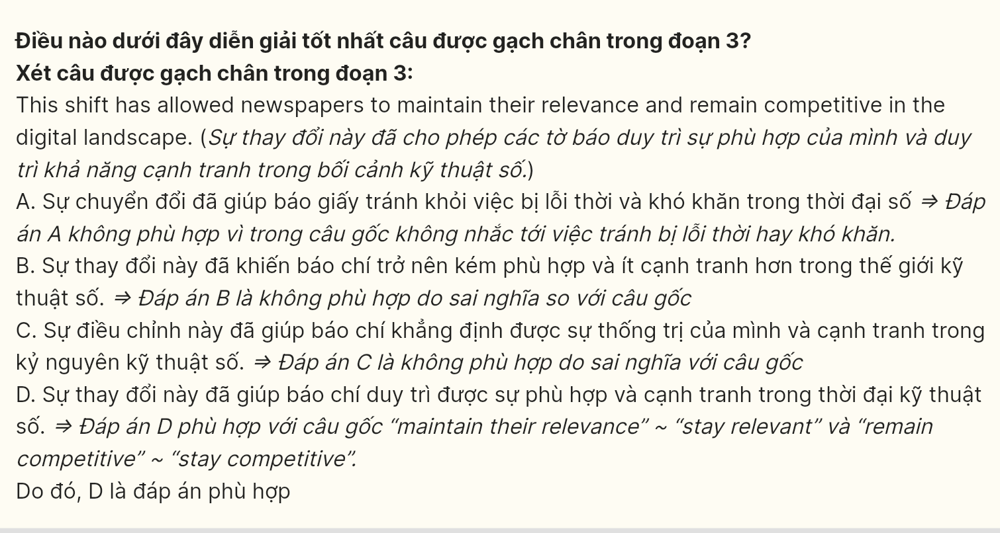 Điều nào dưới đây diễn giải tốt nhất câu được gạch chân trong đoạn 3?
Xét câu được gạch chân trong đoạn 3:
This shift has allowed newspapers to maintain their relevance and remain competitive in the
digital landscape. (Sự thay đổi này đã cho phép các tờ báo duy trì sự phù hợp của mình và duy
trì khả năng cạnh tranh trong bối cảnh kỹ thuật số.)
A. Sự chuyển đổi đã giúp báo giấy tránh khỏi việc bị lỗi thời và khó khăn trong thời đại số ⇒ Đáp
án A không phù hợp vì trong câu gốc không nhắc tới việc tránh bị lỗi thời hay khó khăn.
B. Sự thay đổi này đã khiến báo chí trở nên kém phù hợp và ít cạnh tranh hơn trong thế giới kỹ
thuật số. ⇒ Đáp án B là không phù hợp do sai nghĩa so với câu gốc
C. Sự điều chỉnh này đã giúp báo chí khẳng định được sự thống trị của mình và cạnh tranh trong
kỷ nguyên kỹ thuật số. ⇒ Đáp án C là không phù hợp do sai nghĩa với câu gốc
D. Sự thay đổi này đã giúp báo chí duy trì được sự phù hợp và cạnh tranh trong thời đại kỹ thuật
số. ⇒ Đáp án D phù hợp với câu gốc “maintain their relevance” ~ “stay relevant” và “remain
competitive” ~ “stay competitive”.
Do đó, D là đáp án phù hợp